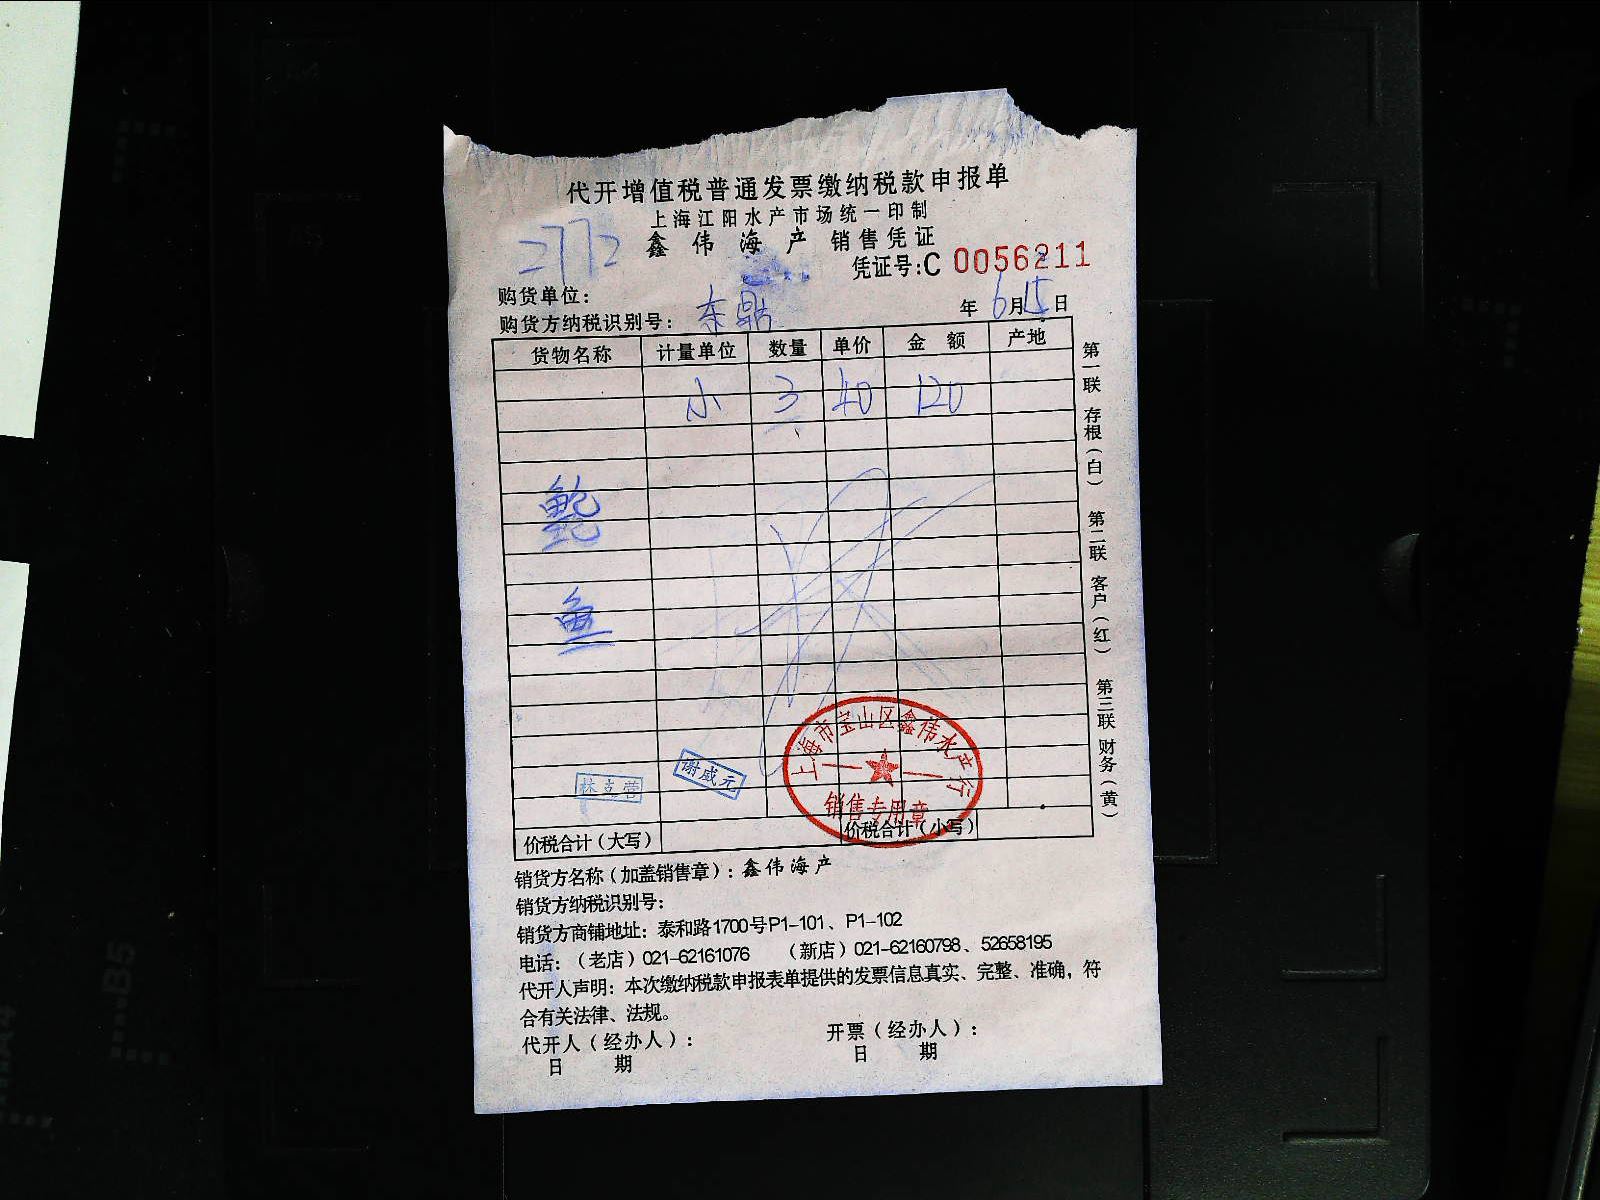 代开增值税普通发票缴纳税款申报单
上海江阳水产市场统一印制
2772
鑫伟海产 销售凭证
凭证号:C 0056211
购货单位:
年6月15日
购货方纳税识别号: 东鼎
货物名称 计量单位 数量 单价 金额 产地
小 3 40 120
鲍
鱼
第一联 存根(白)
第二联 客户(红)
第三联 财务(黄)
上海市宝山区鑫伟水产行
销售专用章
林克营
谢威元
价税合计(大写) 价税合计(小写)
销货方名称(加盖销售章):鑫伟海产
销货方纳税识别号:
销货方商铺地址:泰和路1700号P1-101、P1-102
电话:(老店)021-62161076 (新店)021-62160798、52658195
代开人声明:本次缴纳税款申报表单提供的发票信息真实、完整、准确,符
合有关法律、法规。
代开人(经办人): 开票(经办人):
日期 日期
B5
A4